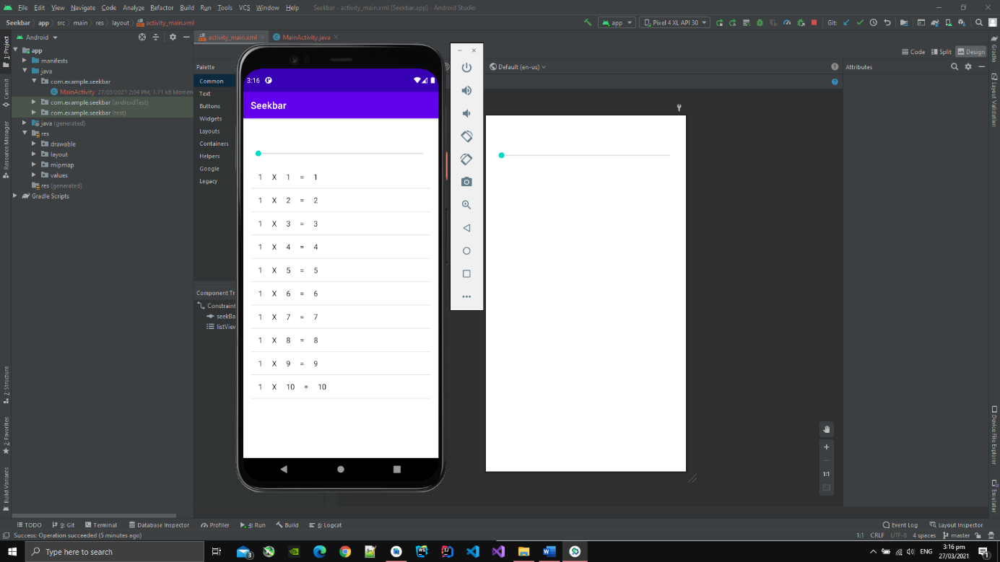 File Edit View Navigate Code Analyze Refactor Build Run Tools VCS Window Help Seekbar - activity_main.xml [Seekbar.app] - Android Studio
Seekbar app src main res layout activity_main.xml app Pixel 4 XL API 30 Git:
Android activity_main.xml MainActivity.java
Code Split Design
Palette Default (en-us) Attributes
1: Project
Commit
Resource Manager
Z: Structure
2: Favorites
Build Variants
app
manifests
java
com.example.seekbar
MainActivity 27/03/2021 2:04 PM, 1.71 kB
com.example.seekbar (androidTest)
com.example.seekbar (test)
java (generated)
res
drawable
layout
mipmap
values
res (generated)
Gradle Scripts
Common
Text
Buttons
Widgets
Layouts
Containers
Helpers
Google
Legacy
Component Tr
Constraint
seekBa
listView
3:16
Seekbar
1 X 1 = 1
1 X 2 = 2
1 X 3 = 3
1 X 4 = 4
1 X 5 = 5
1 X 6 = 6
1 X 7 = 7
1 X 8 = 8
1 X 9 = 9
1 X 10 = 10
1:1
Gradle
Layout Validation
Device File Explorer
Emulator
TODO 9: Git Terminal Database Inspector Profiler 4: Run Build 6: Logcat Event Log Layout Inspector
Success: Operation succeeded (5 minutes ago) 1:1 CRLF UTF-8 4 spaces master
Type here to search 3 ENG 3:16 pm
27/03/2021 1